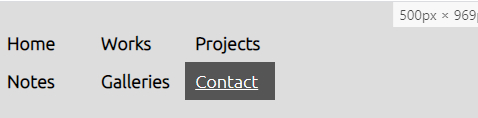 500px × 969p
Home Works Projects
Notes Galleries Contact